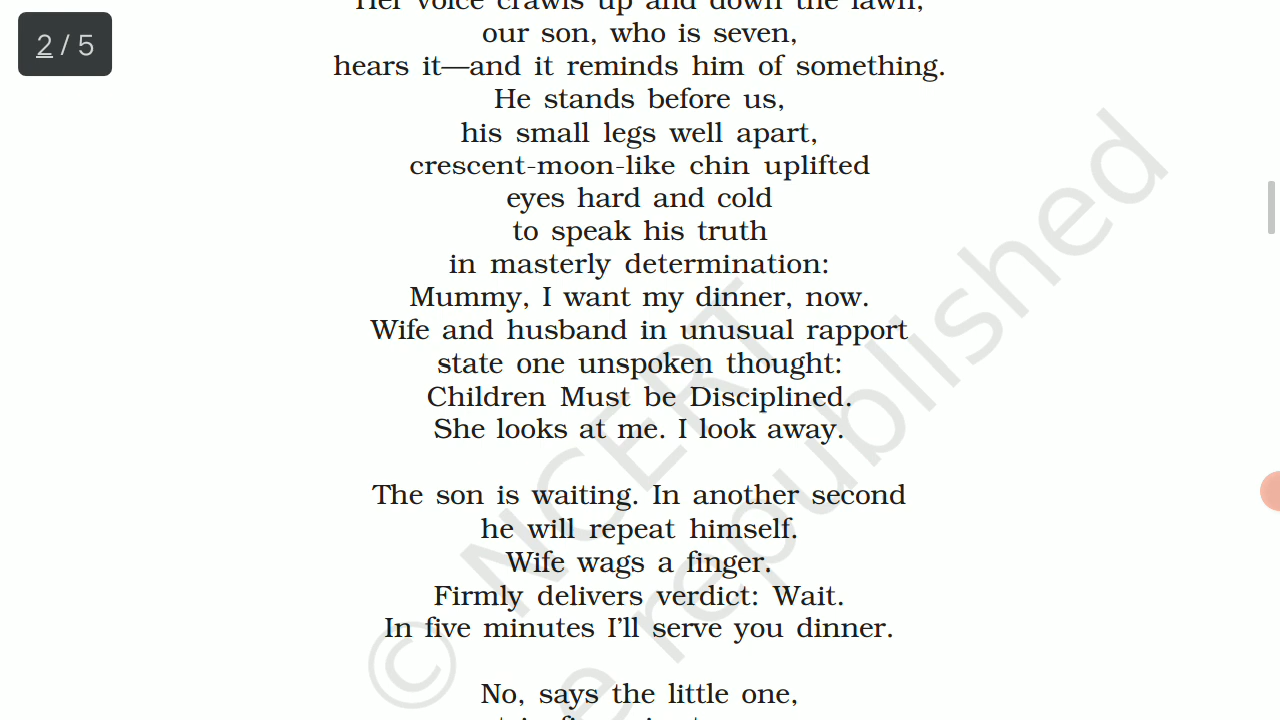 2 / 5
Her voice crawls up and down the lawn,
our son, who is seven,
hears it—and it reminds him of something.
He stands before us,
his small legs well apart,
crescent-moon-like chin uplifted
eyes hard and cold
to speak his truth
in masterly determination:
Mummy, I want my dinner, now.
Wife and husband in unusual rapport
state one unspoken thought:
Children Must be Disciplined.
She looks at me. I look away.
The son is waiting. In another second
he will repeat himself.
Wife wags a finger.
Firmly delivers verdict: Wait.
In five minutes I’ll serve you dinner.
No, says the little one,
© NCERT
be republished